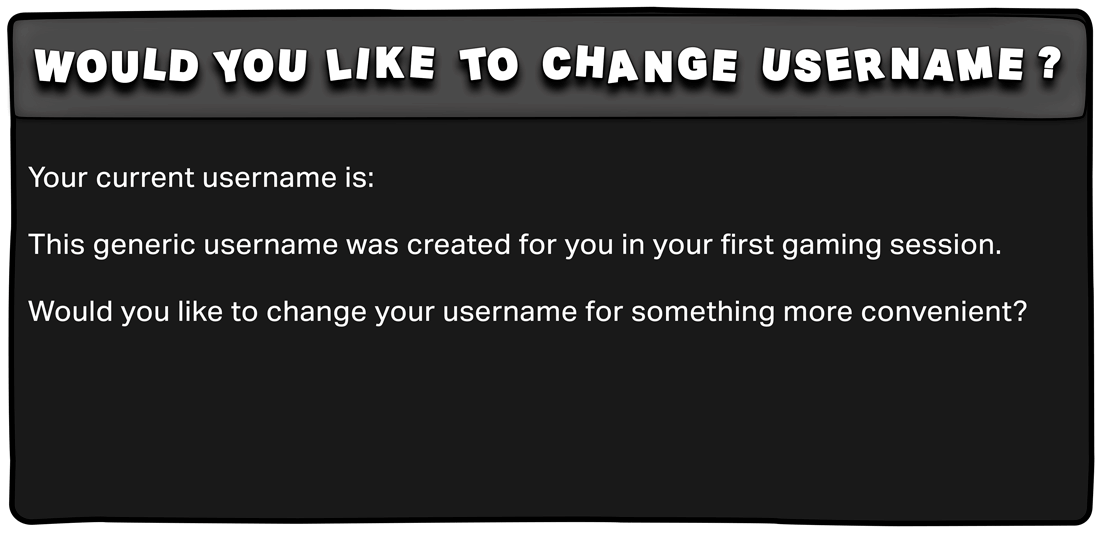 WOULD YOU LIKE TO CHANGE USERNAME ?
Your current username is:
This generic username was created for you in your first gaming session.
Would you like to change your username for something more convenient?